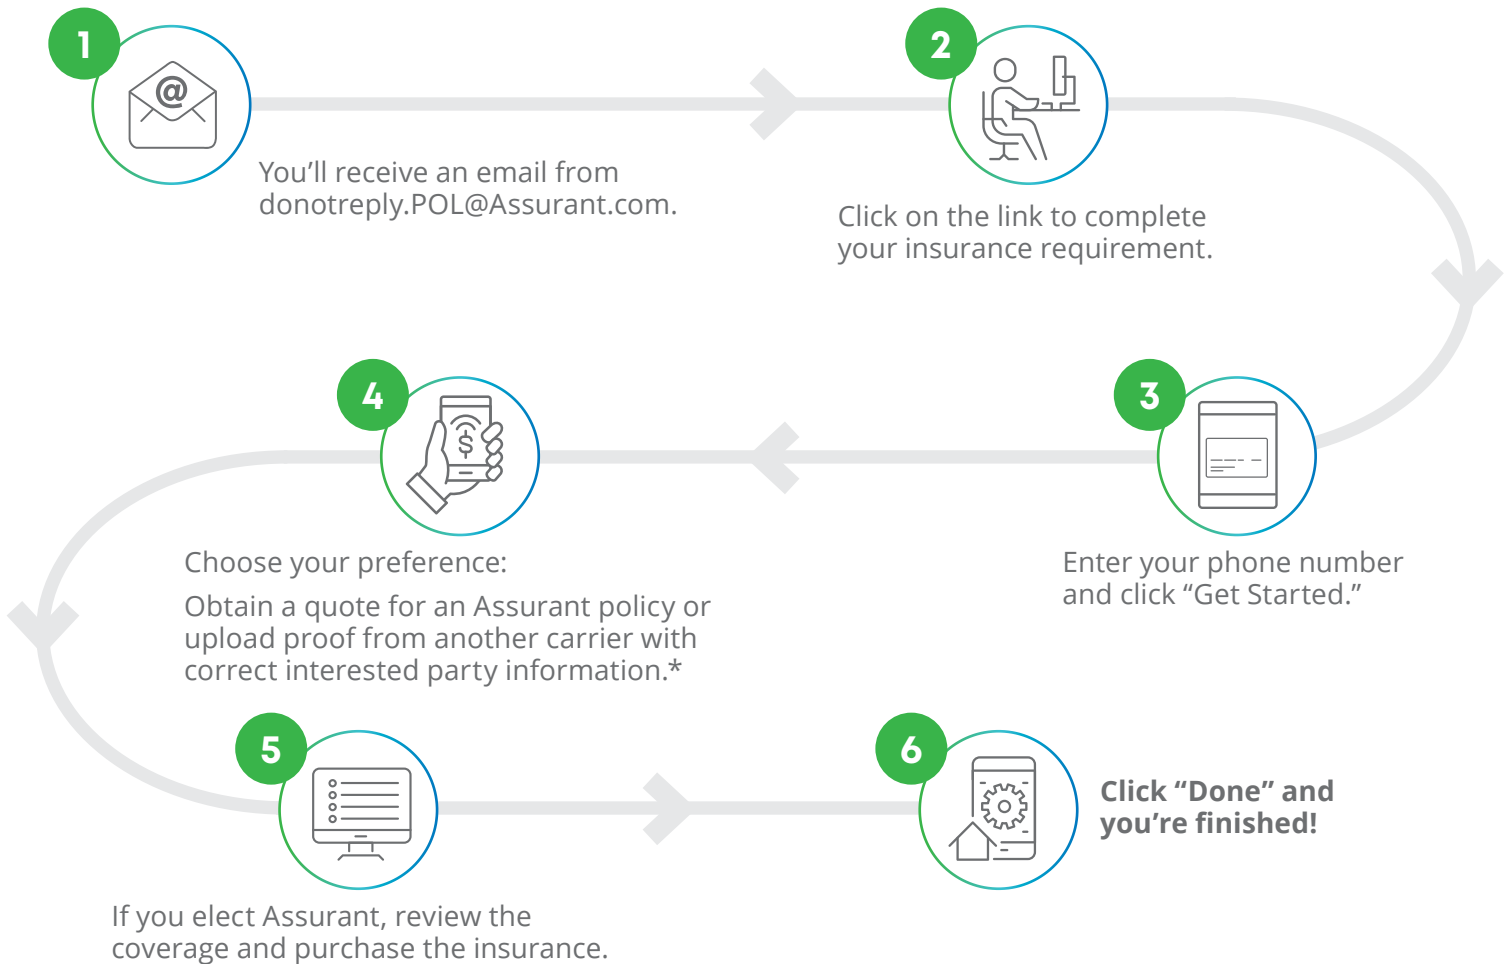 1
@
You’ll receive an email from
donotreply.POL@Assurant.com.
2
Click on the link to complete
your insurance requirement.
3
Enter your phone number
and click “Get Started.”
4
$
Choose your preference:
Obtain a quote for an Assurant policy or
upload proof from another carrier with
correct interested party information.*
5
If you elect Assurant, review the
coverage and purchase the insurance.
6
Click “Done” and
you’re finished!